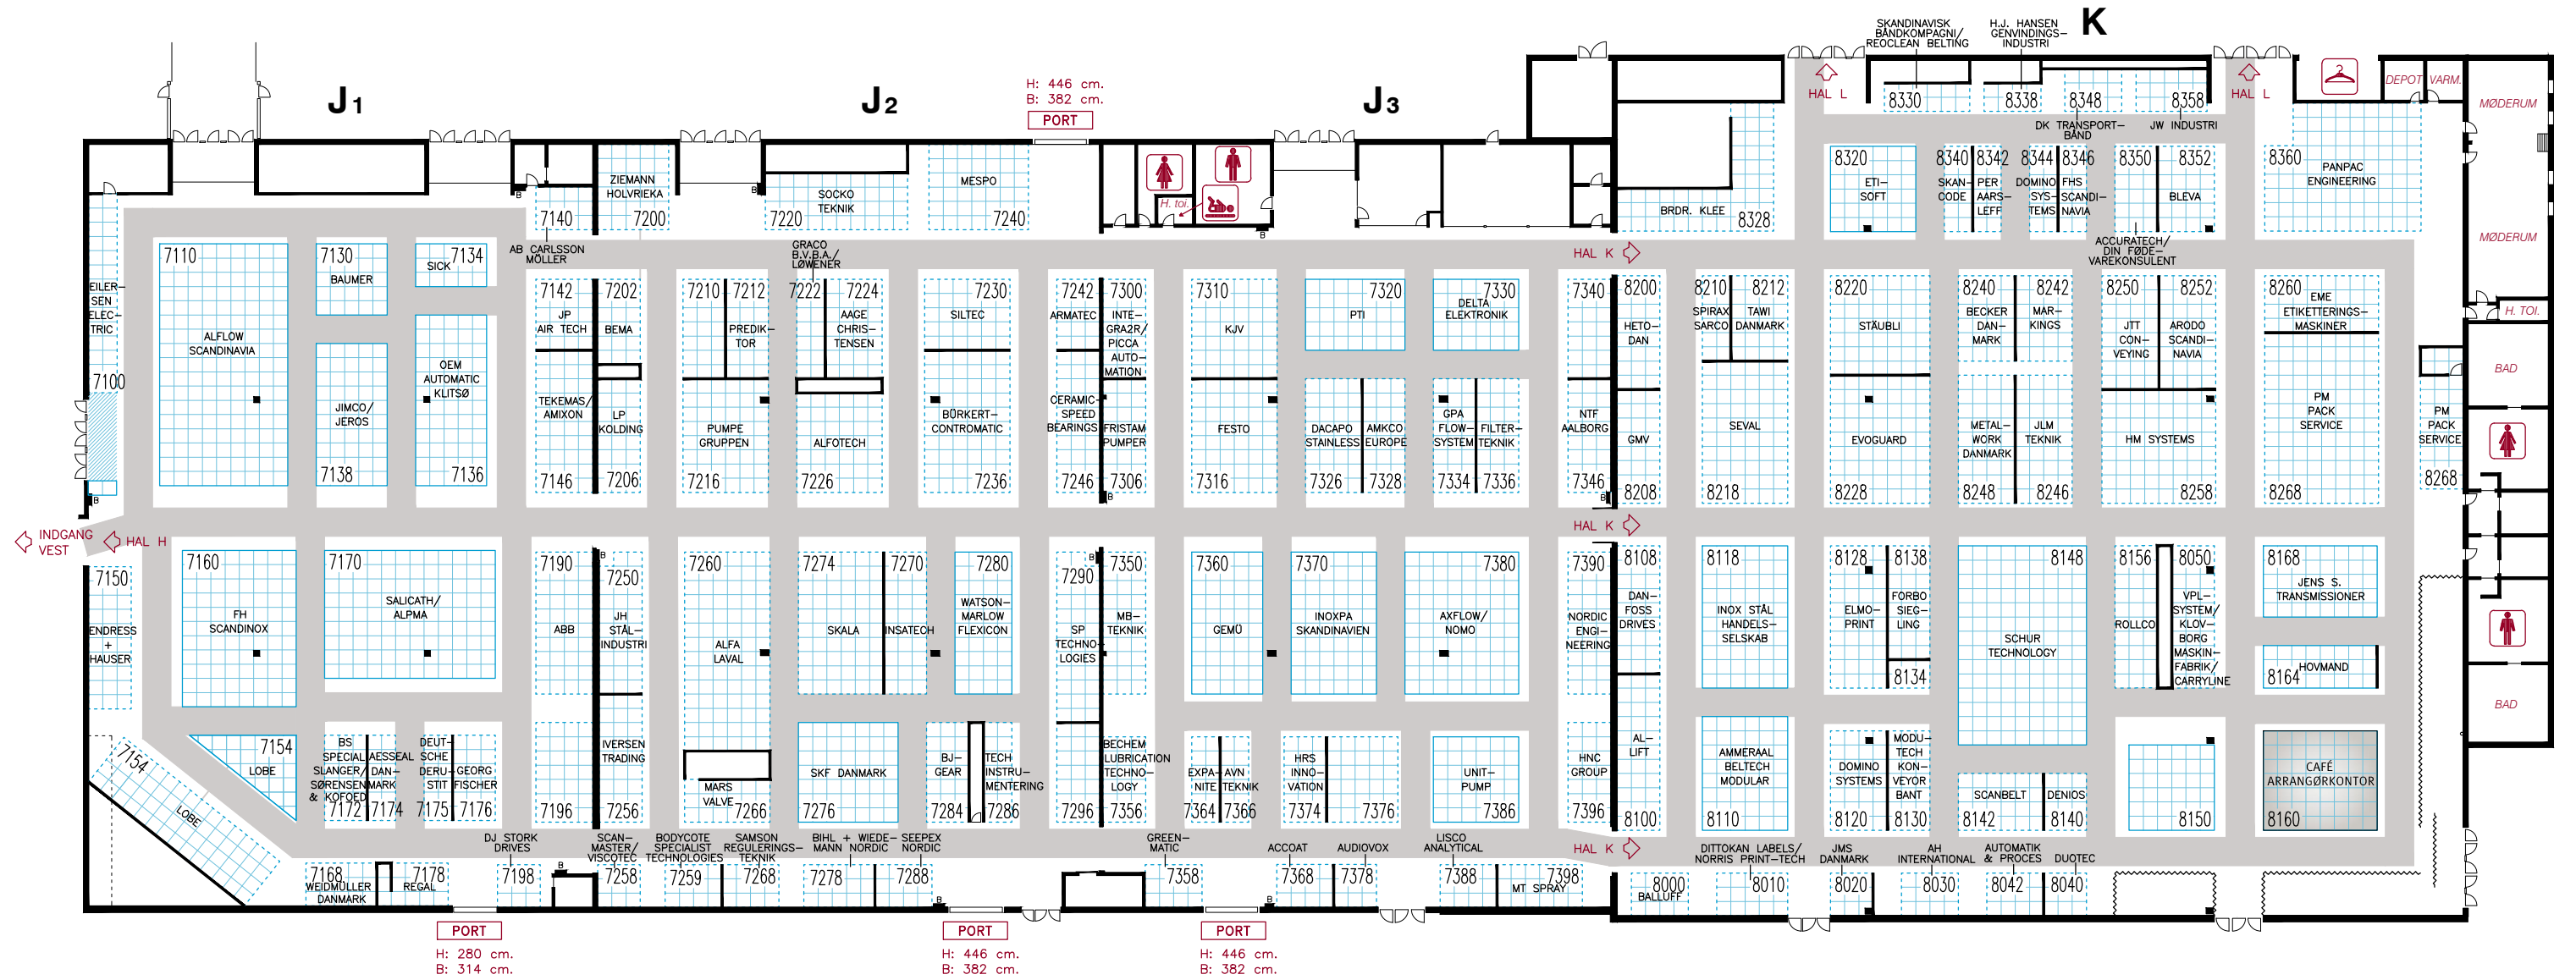 J1
J2
J3
K
H: 446 cm.
B: 382 cm.
PORT
SKANDINAVISK
BÅNDKOMPAGNI/
REOCLEAN BELTING
H.J. HANSEN
GENVINDINGS-
INDUSTRI
HAL L
8330
8338
8348
8358
HAL L
2
DEPOT
VARM.
MØDERUM
DK TRANSPORT-
BÅND
JW INDUSTRI
ZIEMANN
HOLVRIEKA
7200
7140
AB CARLSSON
MÖLLER
B
B
SOCKO
TEKNIK
7220
MESPO
7240
H. toi.
B
BRDR. KLEE
8328
8320
ETI-
SOFT
8340
SKAN-
CODE
8342
PER
AARS-
LEFF
8344
DOMINO
SYS-
TEMS
8346
FHS
SCANDI-
NAVIA
8350
8352
BLEVA
ACCURATECH/
DIN FØDE-
VAREKONSULENT
8360
PANPAC
ENGINEERING
MØDERUM
H. TOI.
BAD
EILER-
SEN
ELEC-
TRIC
7100
B
7110
ALFLOW
SCANDINAVIA
7130
BAUMER
SICK
7134
JIMCO/
JEROS
7138
OEM
AUTOMATIC
KLITSØ
7136
7142
JP
AIR TECH
7202
BEMA
TEKEMAS/
AMIXON
7146
LP
KOLDING
7206
7210
7212
PREDIK-
TOR
PUMPE
GRUPPEN
7216
GRACO
B.V.B.A./
LØWENER
7222
7224
AAGE
CHRIS-
TENSEN
ALFOTECH
7226
7230
SILTEC
BÜRKERT-
CONTROMATIC
7236
7242
ARMATEC
CERAMIC-
SPEED
BEARINGS
7246
7300
INTE-
GRA2R/
PICCA
AUTO-
MATION
FRISTAM
PUMPER
7306
B
7310
KJV
FESTO
7316
7320
PTI
DACAPO
STAINLESS
7326
AMKCO
EUROPE
7328
7330
DELTA
ELEKTRONIK
GPA
FLOW-
SYSTEM
7334
FILTER-
TEKNIK
7336
7340
NTF
AALBORG
7346
B
HAL K
8200
HETO-
DAN
GMV
8208
8210
SPIRAX
SARCO
8212
TAWI
DANMARK
SEVAL
8218
8220
STÄUBLI
EVOGUARD
8228
8240
BECKER
DAN-
MARK
8242
MAR-
KINGS
METAL-
WORK
DANMARK
8248
JLM
TEKNIK
8246
8250
JTT
CON-
VEYING
8252
ARODO
SCANDI-
NAVIA
HM SYSTEMS
8258
8260
EME
ETIKETTERINGS-
MASKINER
PM
PACK
SERVICE
8268
PM
PACK
SERVICE
8268
INDGANG
VEST
HAL H
HAL K
7150
ENDRESS
+
HAUSER
7160
FH
SCANDINOX
7170
SALICATH/
ALPMA
7190
ABB
7196
B
7250
JH
STÅL-
INDUSTRI
IVERSEN
TRADING
7256
7260
ALFA
LAVAL
MARS
VALVE
7266
7274
SKALA
7270
INSATECH
7280
WATSON-
MARLOW
FLEXICON
SKF DANMARK
7276
BJ-
GEAR
7284
TECH
INSTRU-
MENTERING
7286
B
7290
SP
TECHNO-
LOGIES
7296
7350
MB-
TEKNIK
BECHEM
LUBRICATION
TECHNO-
LOGY
7356
7360
GEMÜ
7370
INOXPA
SKANDINAVIEN
7380
AXFLOW/
NOMO
EXPA-
NITE
7364
AVN
TEKNIK
7366
HRS
INNO-
VATION
7374
7376
UNIT-
PUMP
7386
7390
NORDIC
ENGI-
NEERING
HNC
GROUP
7396
8108
DAN-
FOSS
DRIVES
AL-
LIFT
8100
8118
INOX STÅL
HANDELS-
SELSKAB
AMMERAAL
BELTECH
MODULAR
8110
8128
ELMO-
PRINT
8138
FORBO
SIEG-
LING
8134
DOMINO
SYSTEMS
8120
MODU-
TECH
KON-
VEYOR
BANT
8130
8148
SCHUR
TECHNOLOGY
SCANBELT
8142
DENIOS
8140
8156
ROLLCO
8050
VPL-
SYSTEM/
KLOV-
BORG
MASKIN-
FABRIK/
CARRYLINE
8150
8168
JENS S.
TRANSMISSIONER
8164
HOVMAND
CAFÉ
ARRANGØRKONTOR
8160
BAD
7154
LOBE
7154
LOBE
BS
SPECIAL
SLANGER/
SØRENSEN
& KOFOED
7172
AESSEAL
DAN-
MARK
7174
DEUT-
SCHE
DERU-
STIT
7175
GEORG
FISCHER
7176
7168
WEIDMÜLLER
DANMARK
7178
REGAL
DJ STORK
DRIVES
7198
B
SCAN-
MASTER/
VISCOTEC
7258
BODYCOTE
SPECIALIST
TECHNOLOGIES
7259
SAMSON
REGULERINGS-
TEKNIK
7268
BIHL + WIEDE-
MANN NORDIC
7278
SEEPEX
NORDIC
7288
B
GREEN-
MATIC
7358
ACCOAT
7368
B
AUDIOVOX
7378
LISCO
ANALYTICAL
7388
7398
MT SPRAY
HAL K
8000
BALLUFF
DITTOKAN LABELS/
NORRIS PRINT-TECH
8010
JMS
DANMARK
8020
AH
INTERNATIONAL
8030
AUTOMATIK
& PROCES
8042
DUOTEC
8040
PORT
H: 280 cm.
B: 314 cm.
PORT
H: 446 cm.
B: 382 cm.
PORT
H: 446 cm.
B: 382 cm.